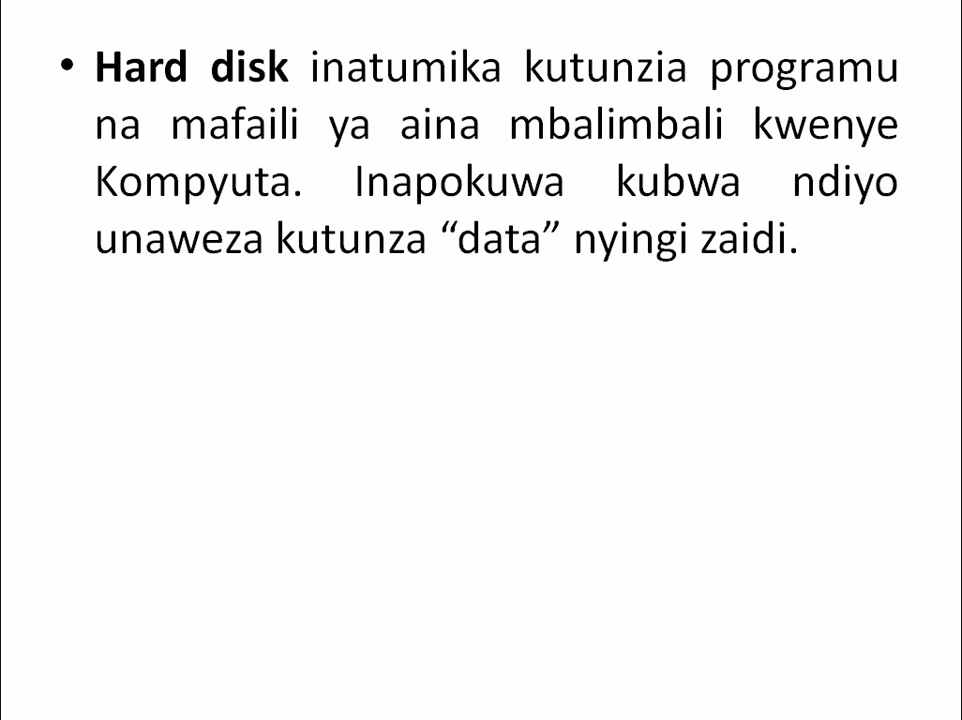 • Hard disk inatumika kutunzia programu
na mafaili ya aina mbalimbali kwenye
Kompyuta. Inapokuwa kubwa ndiyo
unaweza kutunza “data” nyingi zaidi.